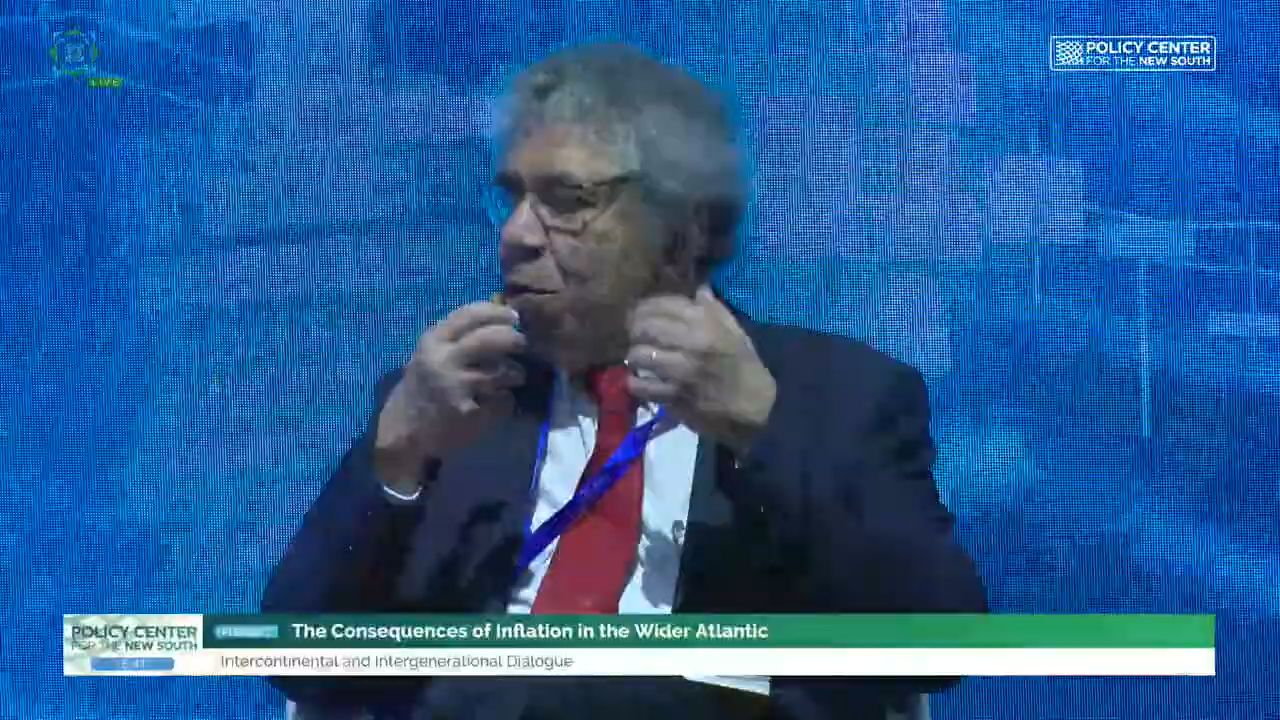 LIVE
POLICY CENTER
FOR THE NEW SOUTH
POLICY CENTER
FOR THE NEW SOUTH
The Consequences of Inflation in the Wider Atlantic
Intercontinental and Intergenerational Dialogue